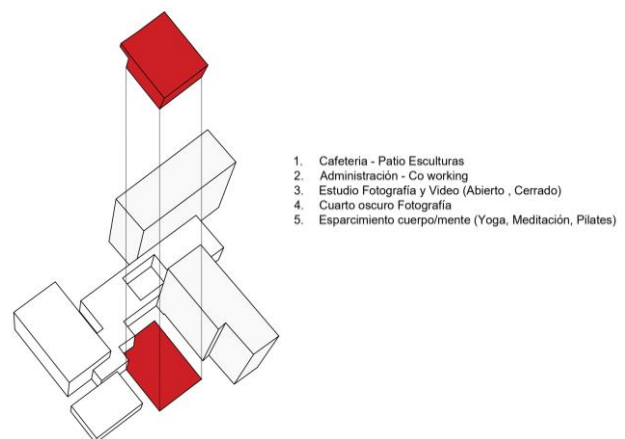 1. Cafeteria - Patio Esculturas
2. Administración - Co working
3. Estudio Fotografía y Video (Abierto , Cerrado)
4. Cuarto oscuro Fotografía
5. Esparcimiento cuerpo/mente (Yoga, Meditación, Pilates)